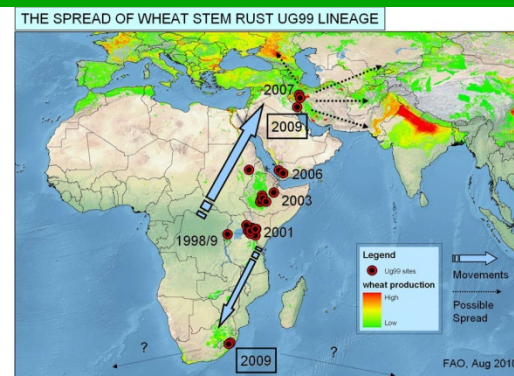 THE SPREAD OF WHEAT STEM RUST UG99 LINEAGE
2007
2009
2006
2003
1998/9
2001
Legend
Ug99 sites
wheat production
High
Low
Movements
Possible
Spread
?
?
2009
FAO, Aug 2010